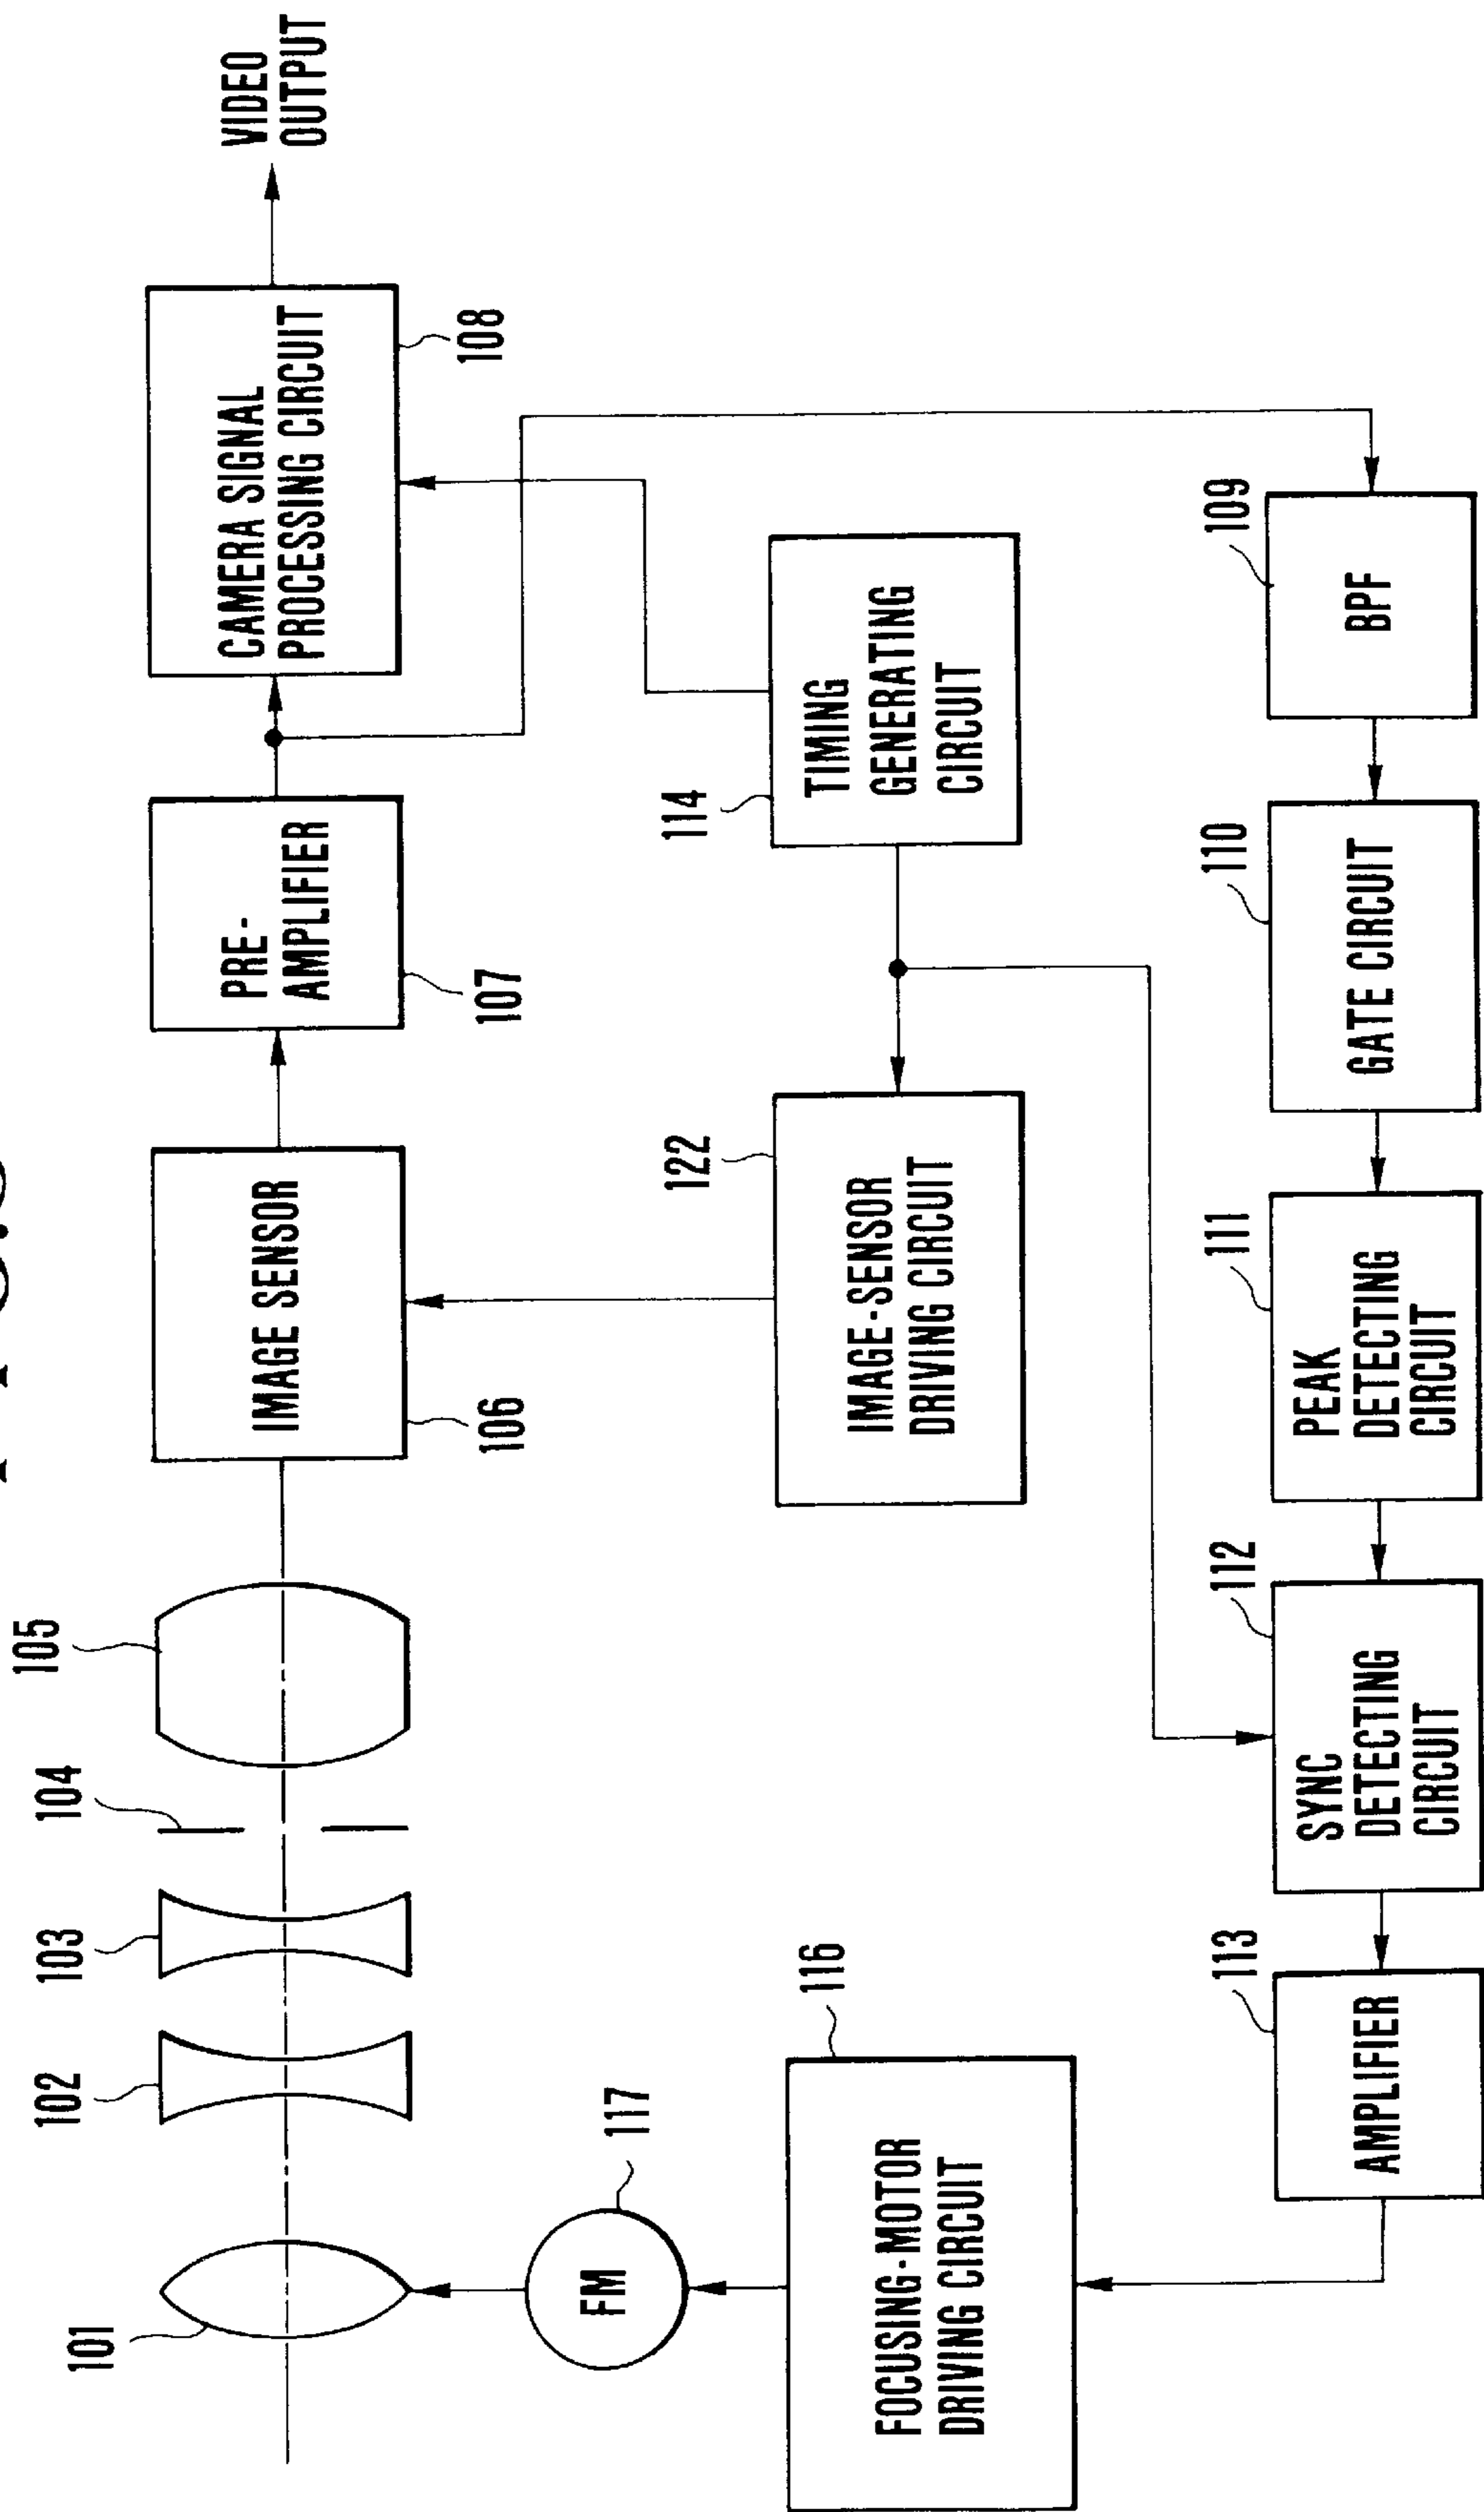 VIDEO
OUTPUT
CAMERA SIGNAL
PROCESSING CIRCUIT
108
PRE-
AMPLIFIER
107
IMAGE SENSOR
106
105
104
103
102
101
FM
117
TIMING
GENERATING
CIRCUIT
114
IMAGE-SENSOR
DRIVING CIRCUIT
122
FOCUSING-MOTOR
DRIVING CIRCUIT
116
BPF
109
GATE CIRCUIT
110
PEAK
DETECTING
CIRCUIT
111
SYNC
DETECTING
CIRCUIT
112
AMPLIFIER
113